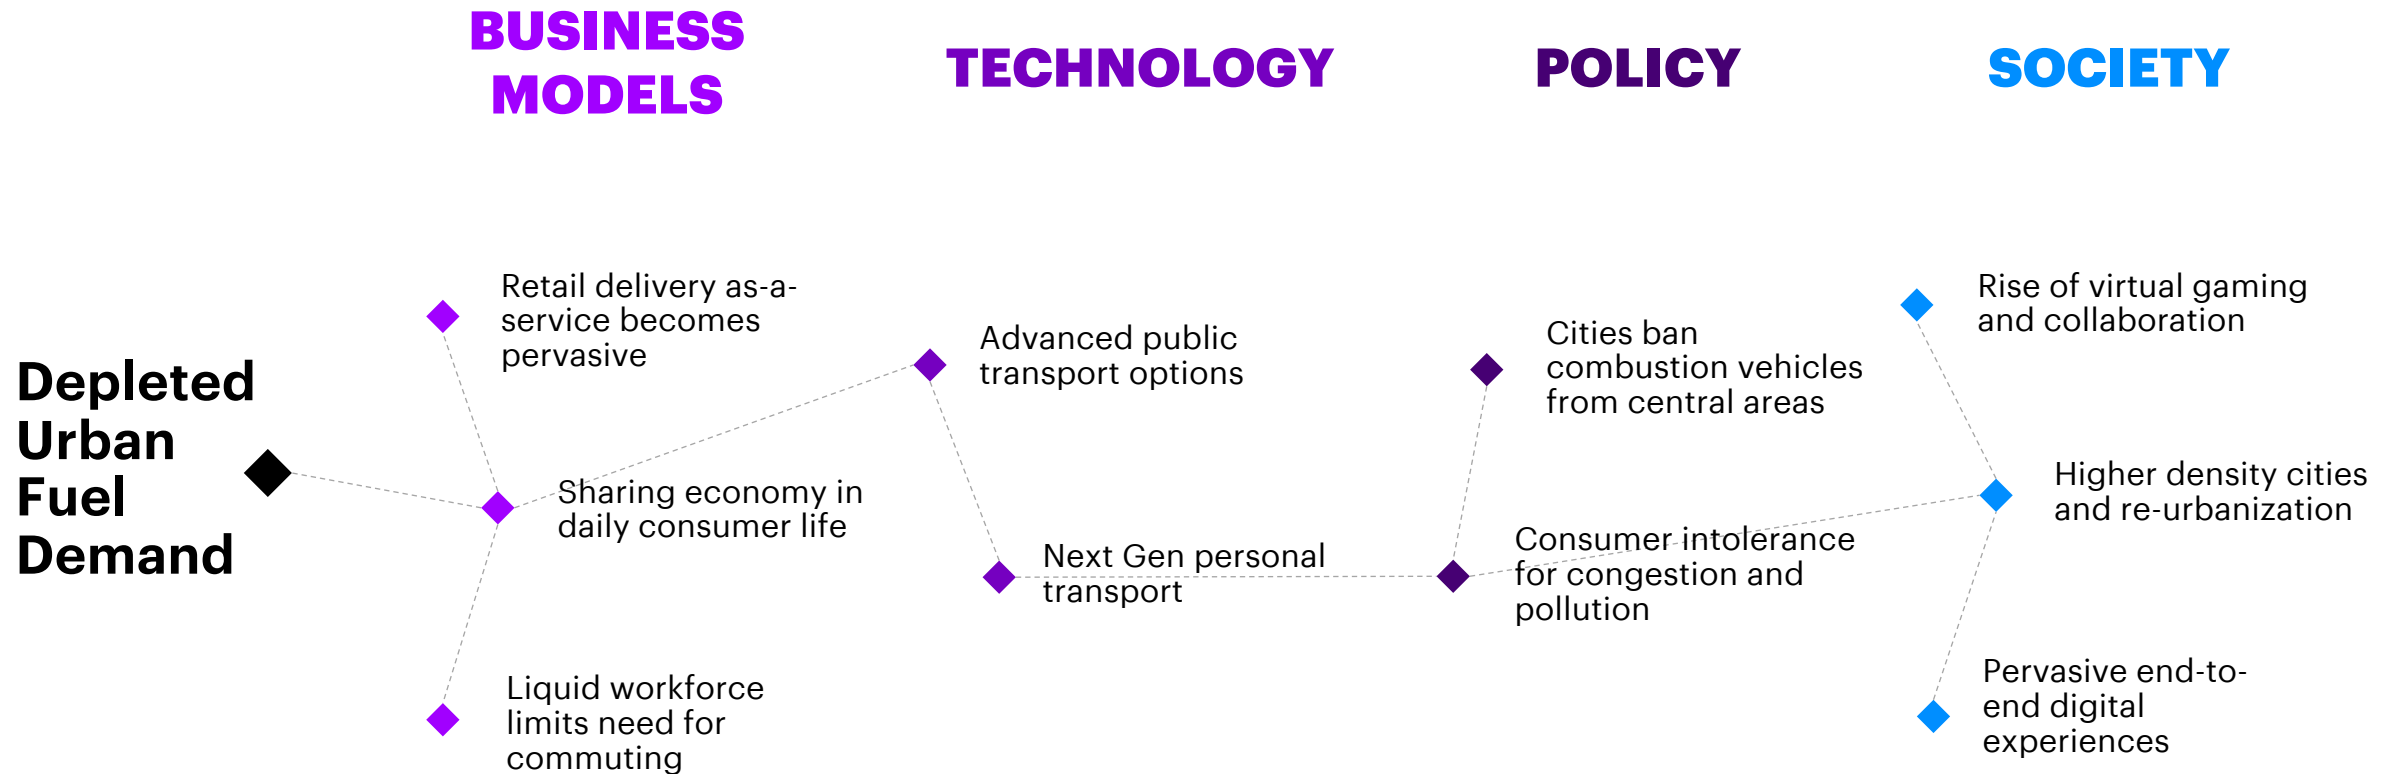 BUSINESS
MODELS
TECHNOLOGY
POLICY
SOCIETY
Depleted
Urban
Fuel
Demand
Retail delivery as-a-
service becomes
pervasive
Sharing economy in
daily consumer life
Liquid workforce
limits need for
commuting
Advanced public
transport options
Next Gen personal
transport
Cities ban
combustion vehicles
from central areas
Consumer intolerance
for congestion and
pollution
Rise of virtual gaming
and collaboration
Higher density cities
and re-urbanization
Pervasive end-to-
end digital
experiences